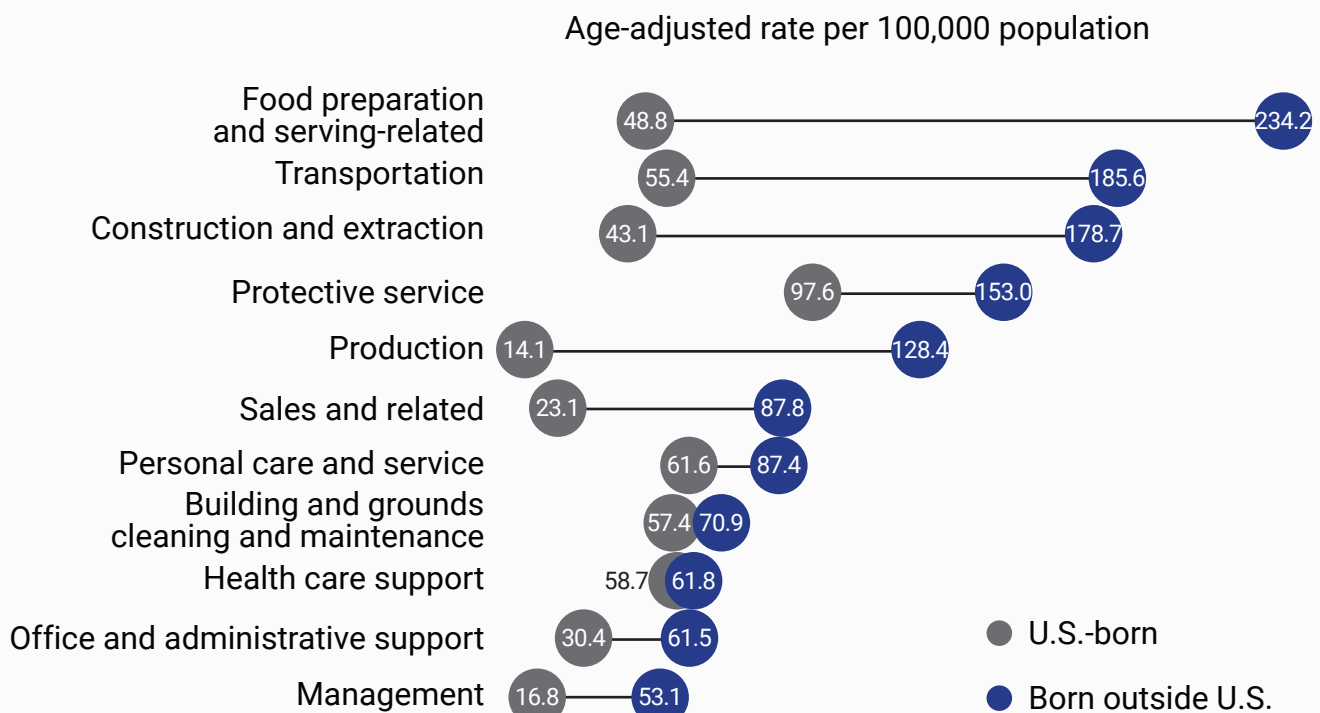 Age-adjusted rate per 100,000 population
Food preparation
and serving-related
48.8
234.2
Transportation
55.4
185.6
Construction and extraction
43.1
178.7
Protective service
97.6
153.0
Production
14.1
128.4
Sales and related
23.1
87.8
Personal care and service
61.6
87.4
Building and grounds
cleaning and maintenance
57.4
70.9
Health care support
58.7
61.8
Office and administrative support
30.4
61.5
U.S.-born
Management
16.8
53.1
Born outside U.S.